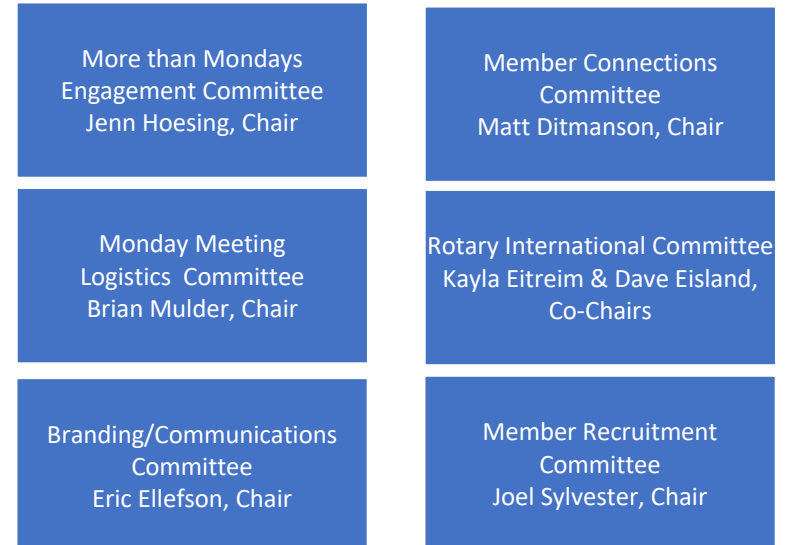 More than Mondays
Engagement Committee
Jenn Hoesing, Chair
Member Connections
Committee
Matt Ditmanson, Chair
Monday Meeting
Logistics  Committee
Brian Mulder, Chair
Rotary International Committee
Kayla Eitreim & Dave Eisland,
Co-Chairs
Branding/Communications
Committee
Eric Ellefson, Chair
Member Recruitment
Committee
Joel Sylvester, Chair